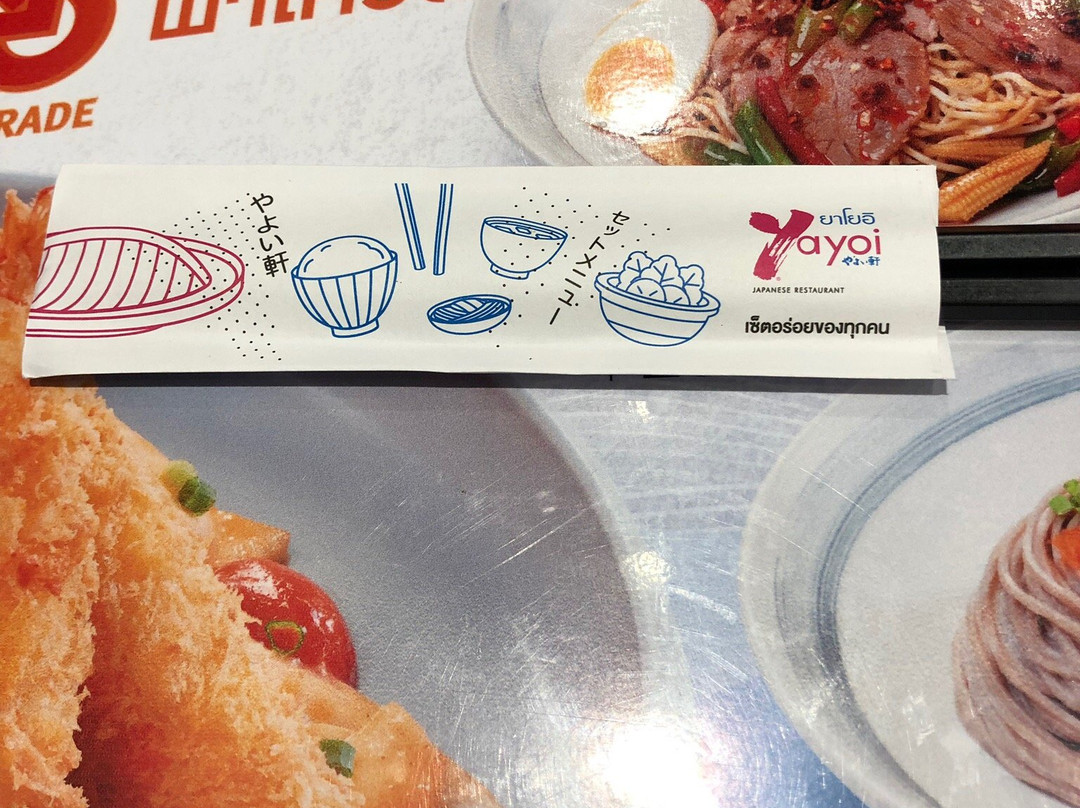 RADE
やよい軒
セットメニュー
ยาโยอิ
Yayoi
やよい軒
JAPANESE RESTAURANT
เซ็ตอร่อยของทุกคน